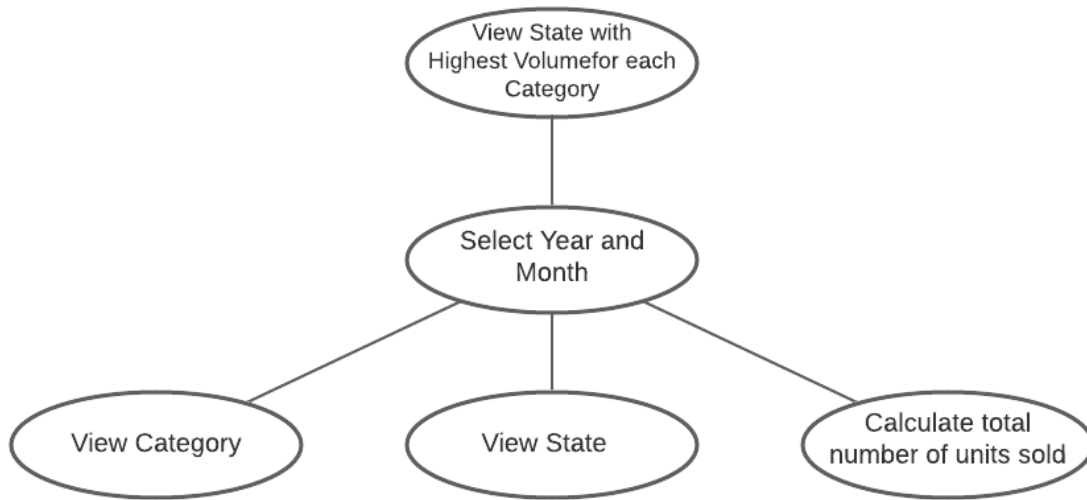 View State with
Highest Volumefor each
Category
Select Year and
Month
View Category
View State
Calculate total
number of units sold